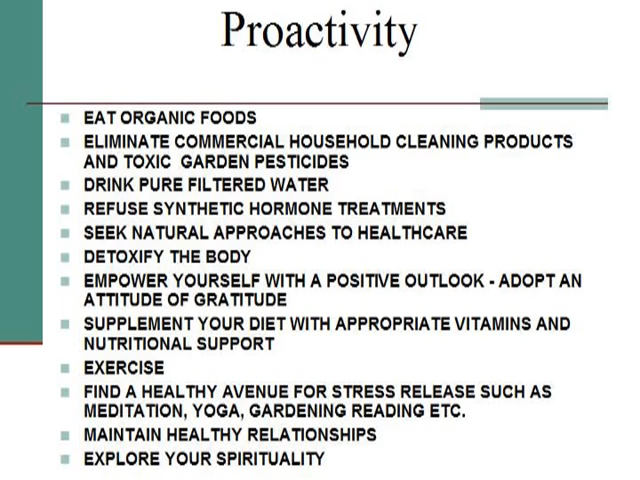 Proactivity
EAT ORGANIC FOODS
ELIMINATE COMMERCIAL HOUSEHOLD CLEANING PRODUCTS
AND TOXIC GARDEN PESTICIDES
DRINK PURE FILTERED WATER
REFUSE SYNTHETIC HORMONE TREATMENTS
SEEK NATURAL APPROACHES TO HEALTHCARE
DETOXIFY THE BODY
EMPOWER YOURSELF WITH A POSITIVE OUTLOOK - ADOPT AN
ATTITUDE OF GRATITUDE
SUPPLEMENT YOUR DIET WITH APPROPRIATE VITAMINS AND
NUTRITIONAL SUPPORT
EXERCISE
FIND A HEALTHY AVENUE FOR STRESS RELEASE SUCH AS
MEDITATION, YOGA, GARDENING READING ETC.
MAINTAIN HEALTHY RELATIONSHIPS
EXPLORE YOUR SPIRITUALITY